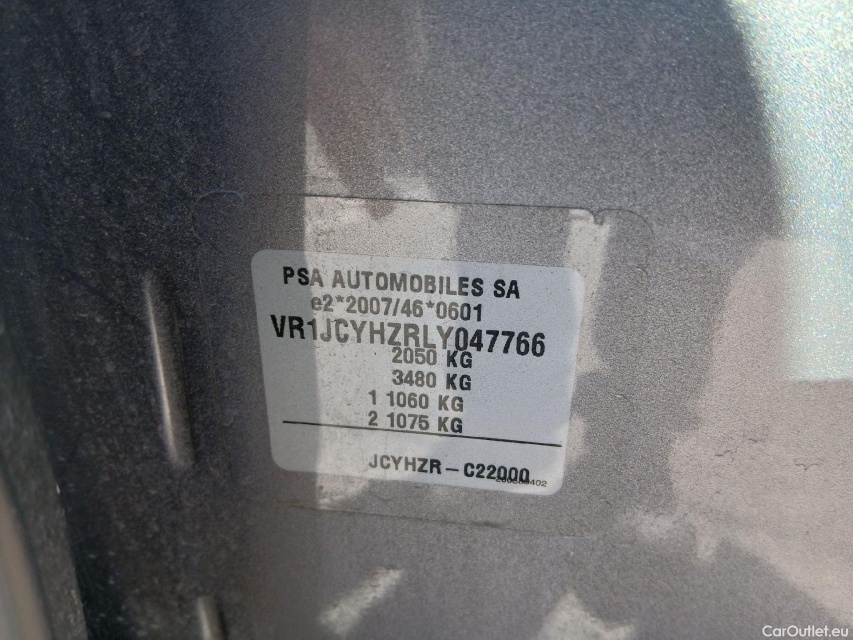 PSA AUTOMOBILES SA
e2*2007/46*0601
VR1JCYHZRLY047766
2050 KG
3480 KG
1 1060 KG
2 1075 KG
JCYHZR – C22000
CarOutlet.eu